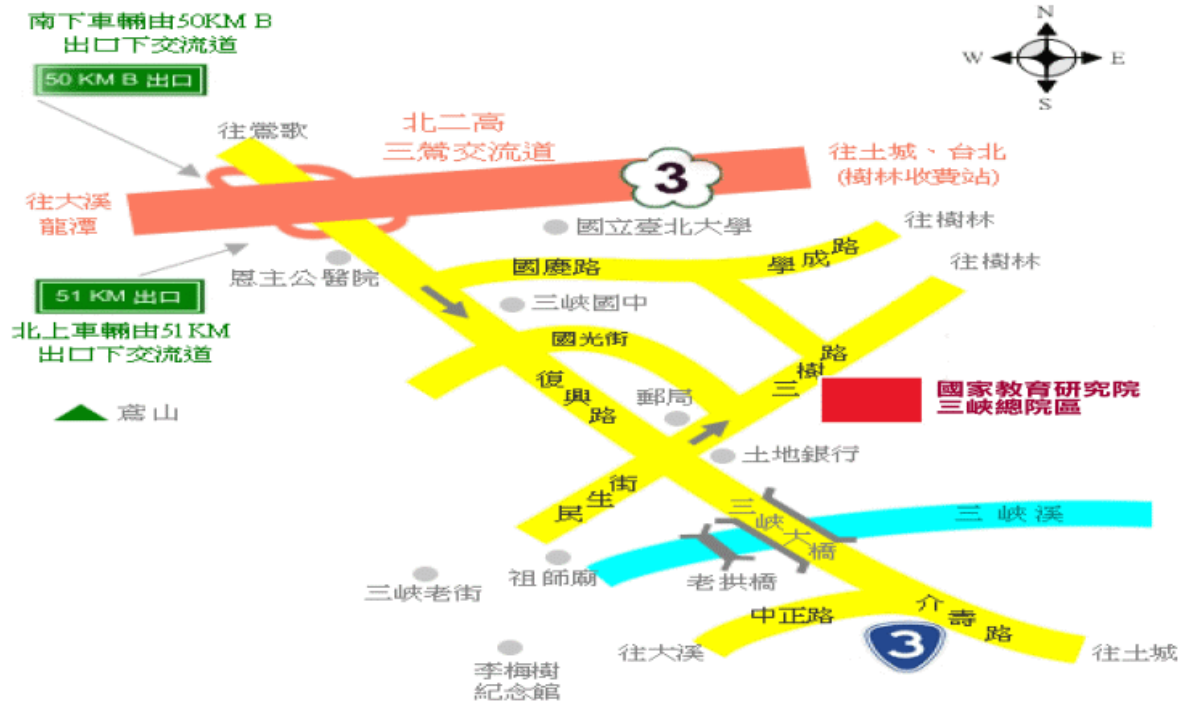 南下車輛由50KM B
出口下交流道
50 KM B 出口
N
W
E
S
往鶯歌
北二高
三鶯交流道
3
往土城、台北
(樹林收費站)
往大溪
龍潭
國立臺北大學
往樹林
學成路
往樹林
恩主公醫院
國慶路
51 KM 出口
三峽國中
北上車輛由51KM
出口下交流道
國光街
三樹路
復興路
郵局
國家教育研究院
三峽總院區
鳶山
土地銀行
民生街
三峽大橋
三峽溪
祖師廟
老拱橋
三峽老街
中正路
介壽路
3
往大溪
往土城
李梅樹
紀念館